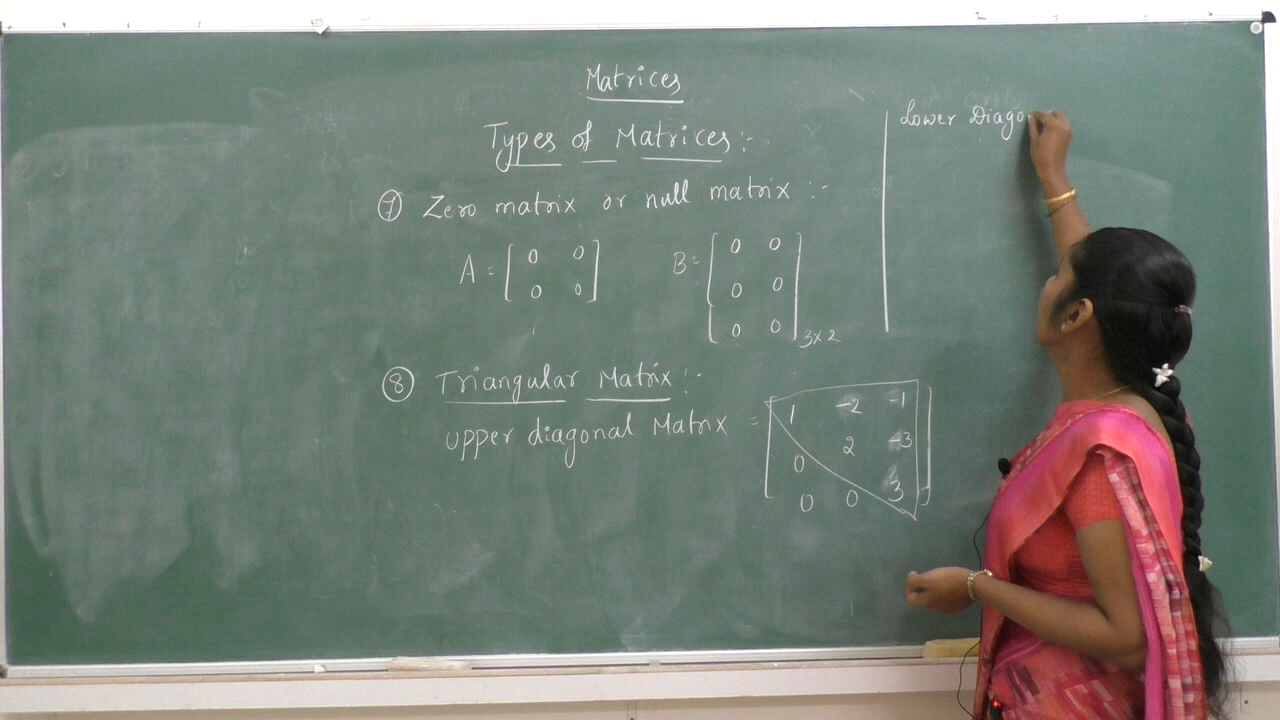 Matrices
Types of Matrices :-
⑦ Zero matrix or null matrix :-
A = [ 0 0
0 0 ]
B = [ 0 0
0 0
0 0 ] 3x2
⑧ Triangular Matrix :-
upper diagonal Matrix = [ 1 -2 -1
0 2 -3
0 0 3 ]
Lower Diago